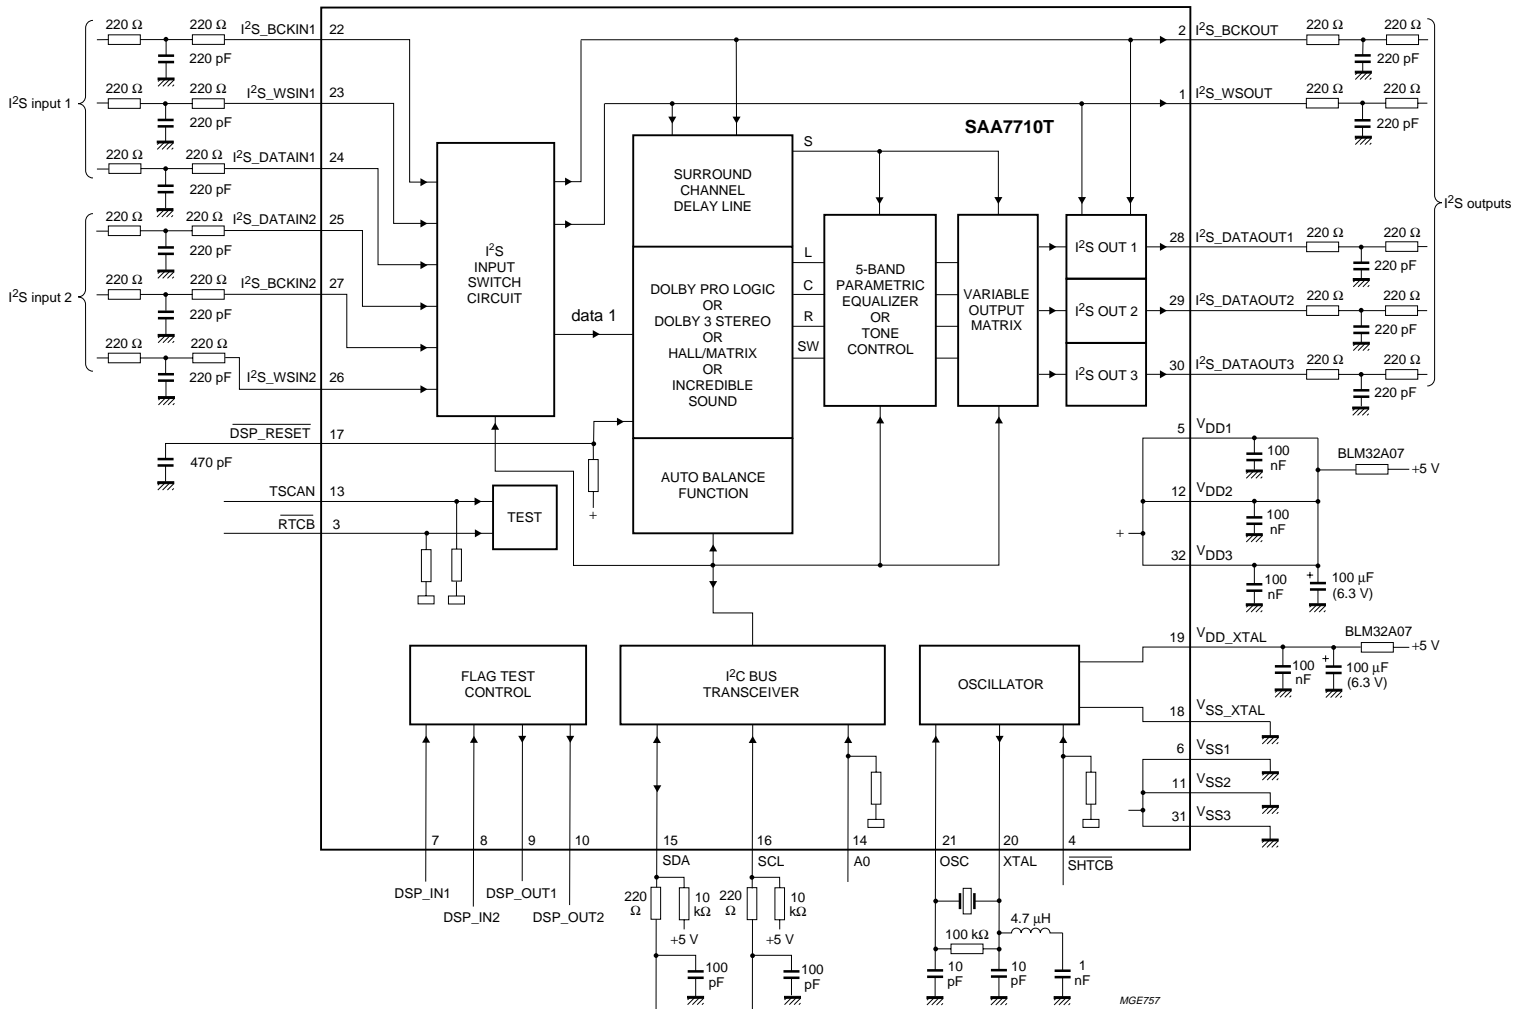 220 Ω 220 Ω I²S_BCKIN1 22
220 pF
220 Ω 220 Ω I²S_WSIN1 23
I²S input 1
220 pF
220 Ω 220 Ω I²S_DATAIN1 24
220 pF
220 Ω 220 Ω I²S_DATAIN2 25
220 pF
220 Ω 220 Ω I²S_BCKIN2 27
I²S input 2
220 pF
220 Ω 220 Ω
220 pF I²S_WSIN2 26
DSP_RESET 17
470 pF
TSCAN 13
RTCB 3
TEST
+
I²S
INPUT
SWITCH
CIRCUIT
data 1
SURROUND
CHANNEL
DELAY LINE
DOLBY PRO LOGIC
OR
DOLBY 3 STEREO
OR
HALL/MATRIX
OR
INCREDIBLE
SOUND
AUTO BALANCE
FUNCTION
S
L
C
R
SW
5-BAND
PARAMETRIC
EQUALIZER
OR
TONE
CONTROL
VARIABLE
OUTPUT
MATRIX
SAA7710T
I²S OUT 1
I²S OUT 2
I²S OUT 3
2 I²S_BCKOUT 220 Ω 220 Ω
220 pF
1 I²S_WSOUT 220 Ω 220 Ω
220 pF
I²S outputs
28 I²S_DATAOUT1 220 Ω 220 Ω
220 pF
29 I²S_DATAOUT2 220 Ω 220 Ω
220 pF
30 I²S_DATAOUT3 220 Ω 220 Ω
220 pF
5 VDD1
100
nF
BLM32A07
+5 V
12 VDD2
100
nF
+
32 VDD3
100
nF
+
100 µF
(6.3 V)
19 VDD_XTAL
BLM32A07
+5 V
100
nF
+
100 µF
(6.3 V)
18 VSS_XTAL
6 VSS1
11 VSS2
31 VSS3
FLAG TEST
CONTROL
I²C BUS
TRANSCEIVER
OSCILLATOR
7 8 9 10 15 16 14 21 20 4
SDA SCL A0 OSC XTAL SHTCB
DSP_IN1 DSP_OUT1
DSP_IN2 DSP_OUT2
220
Ω
10
kΩ
+5 V
100
pF
220
Ω
10
kΩ
+5 V
100
pF
4.7 µH
100 kΩ
10
pF
10
pF
1
nF
MGE757